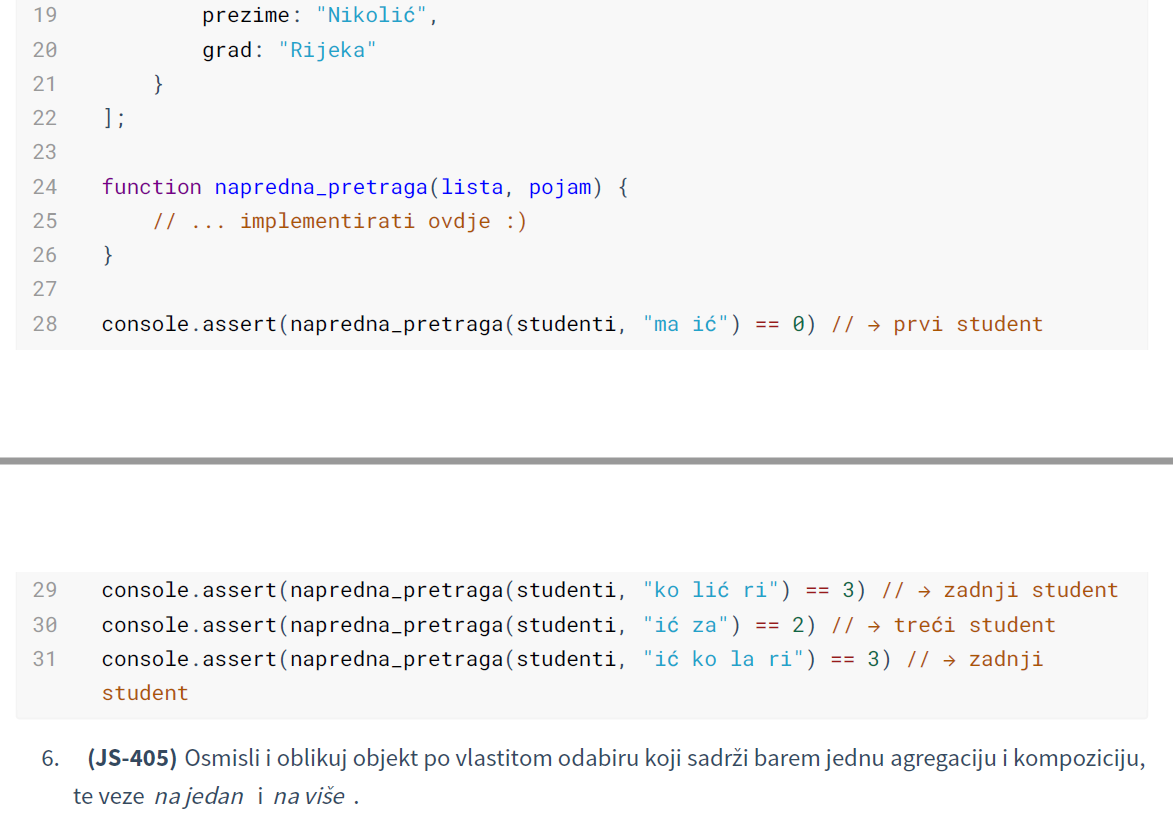 19 prezime: "Nikolić",
20 grad: "Rijeka"
21 }
22 ];
23
24 function napredna_pretraga(lista, pojam) {
25 // ... implementirati ovdje :)
26 }
27
28 console.assert(napredna_pretraga(studenti, "ma ić") == 0) // → prvi student
29 console.assert(napredna_pretraga(studenti, "ko lić ri") == 3) // → zadnji student
30 console.assert(napredna_pretraga(studenti, "ić za") == 2) // → treći student
31 console.assert(napredna_pretraga(studenti, "ić ko la ri") == 3) // → zadnji
student
6. (JS-405) Osmisli i oblikuj objekt po vlastitom odabiru koji sadrži barem jednu agregaciju i kompoziciju,
te veze na jedan i na više .